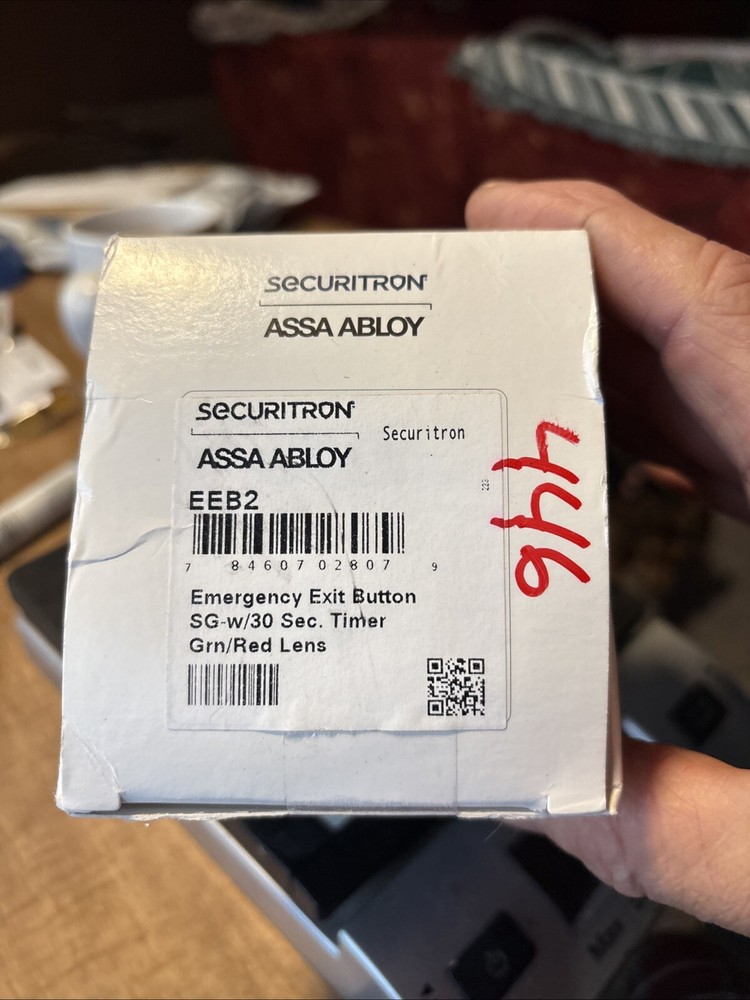 SECURITRON
ASSA ABLOY
SECURITRON
Securitron
ASSA ABLOY
EEB2
7 84607 02807 9
Emergency Exit Button
SG-w/30 Sec. Timer
Grn/Red Lens
446